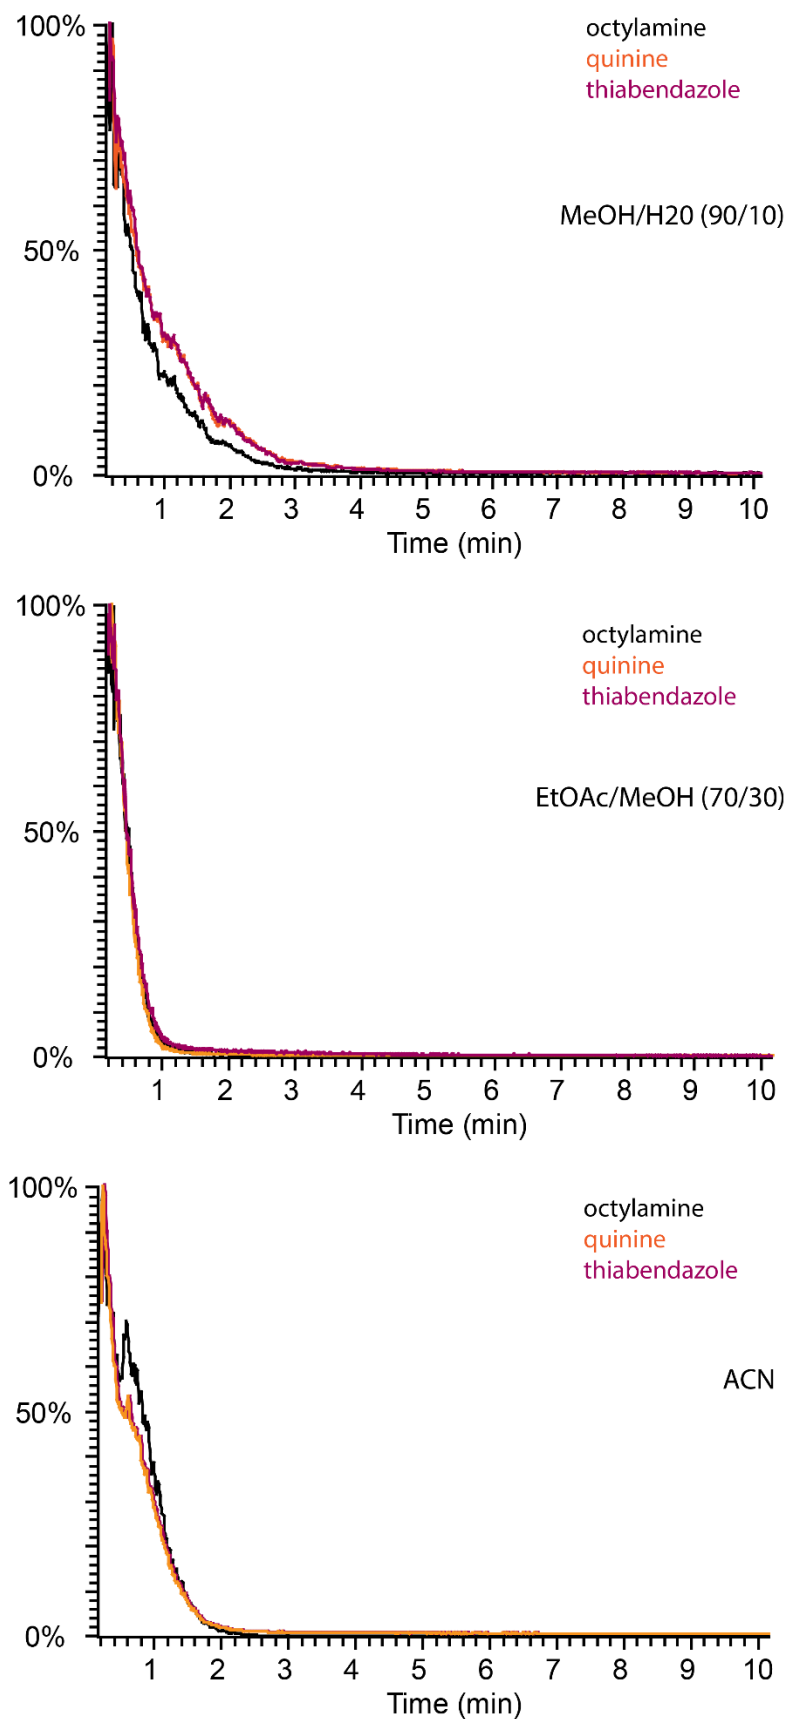 100%
octylamine
quinine
thiabendazole
MeOH/H20 (90/10)
50%
0%
1 2 3 4 5 6 7 8 9 10
Time (min)
100%
octylamine
quinine
thiabendazole
EtOAc/MeOH (70/30)
50%
0%
1 2 3 4 5 6 7 8 9 10
Time (min)
100%
octylamine
quinine
thiabendazole
ACN
50%
0%
1 2 3 4 5 6 7 8 9 10
Time (min)